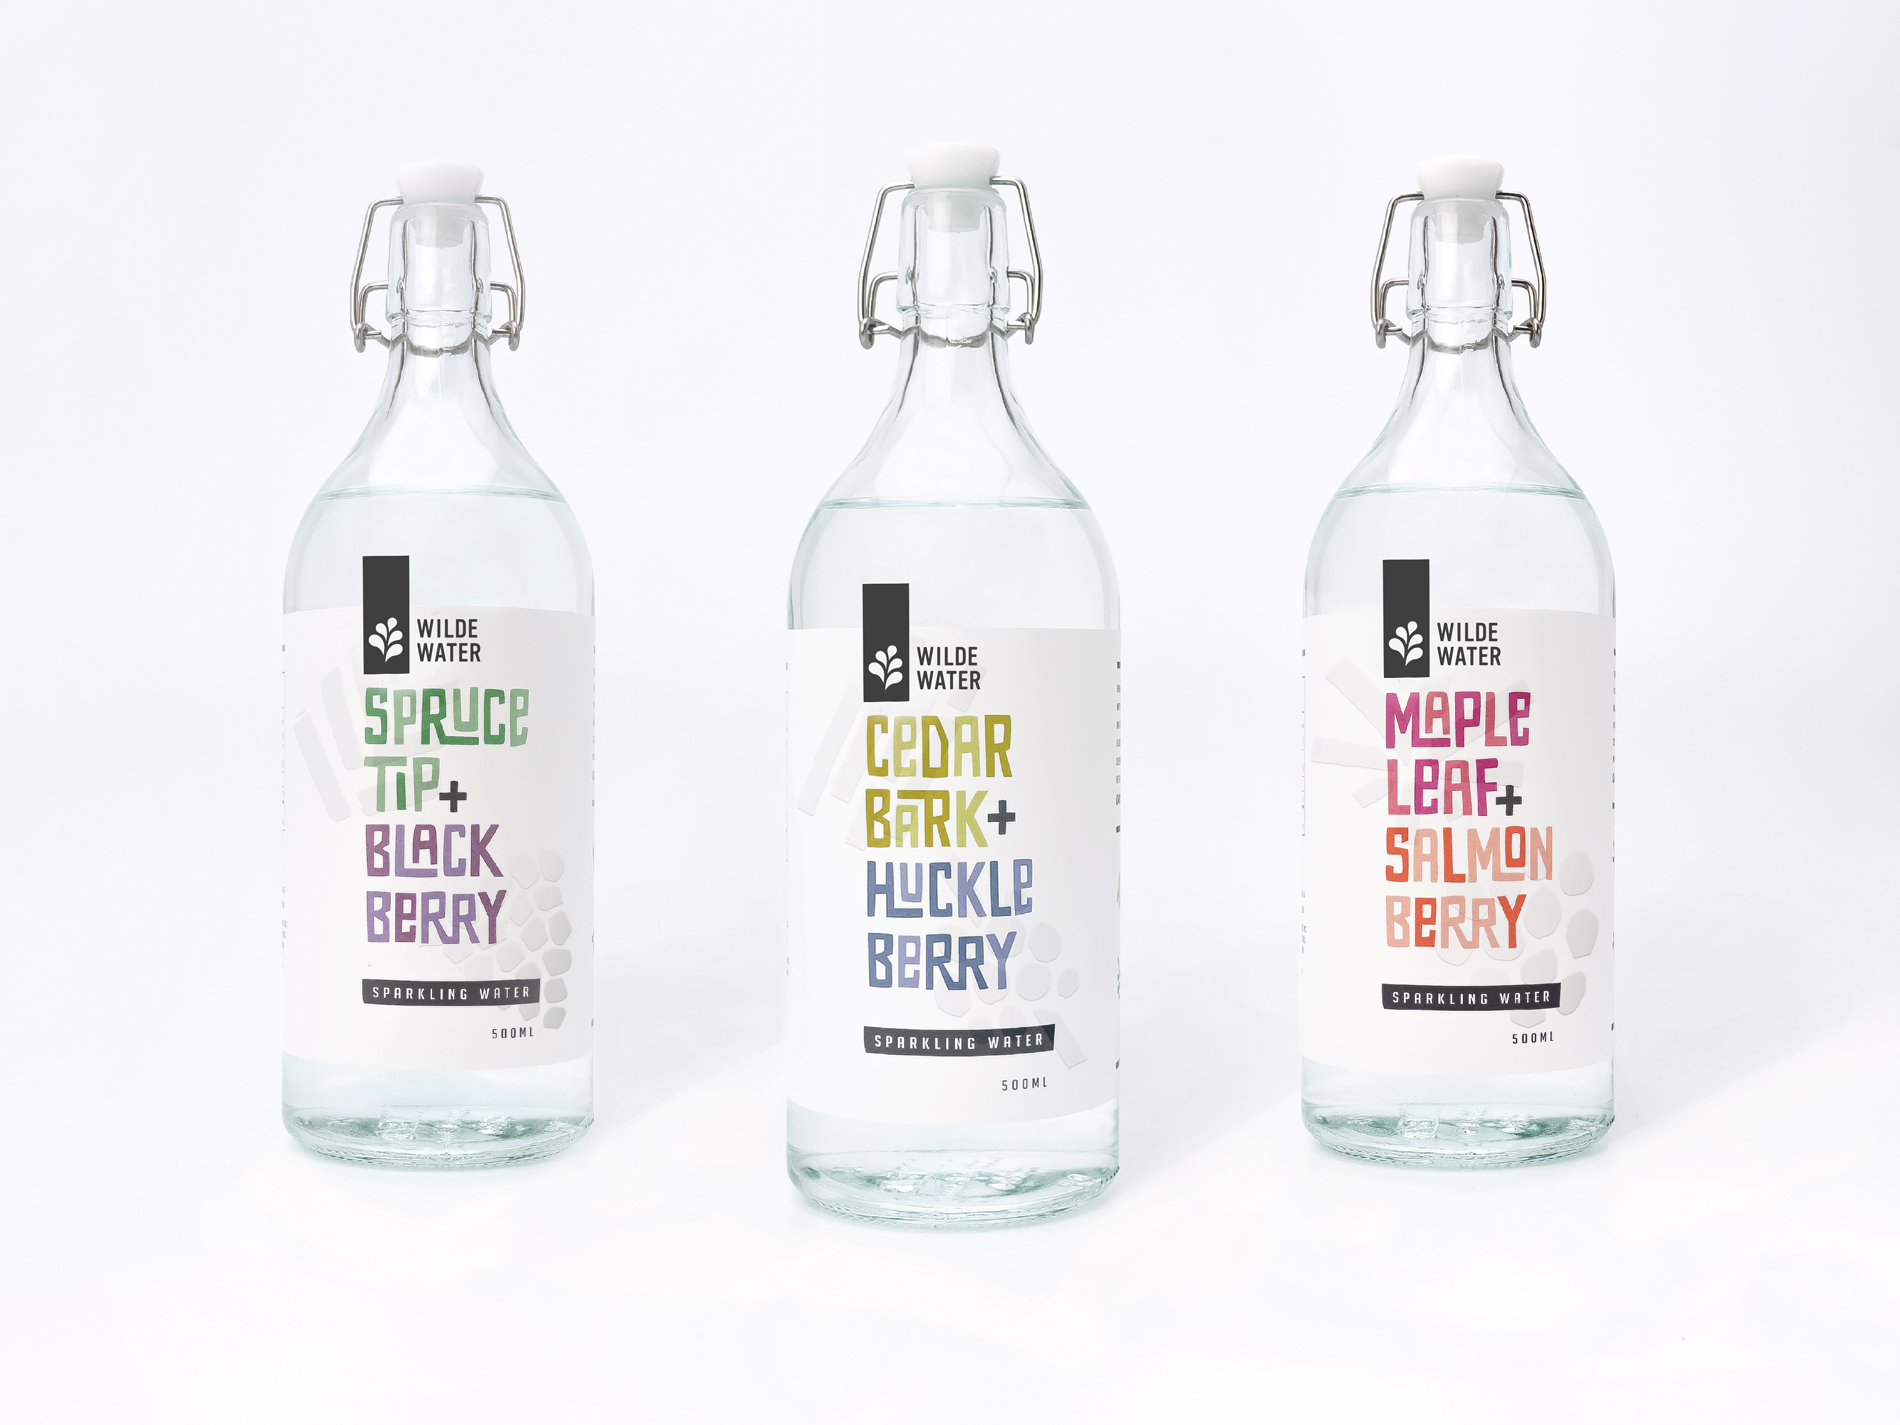 WILDE
WATER
SPRUCE
TIP+
BLACK
BERRY
SPARKLING WATER
500ML
WILDE
WATER
CEDAR
BARK+
HUCKLE
BERRY
SPARKLING WATER
500ML
WILDE
WATER
MAPLE
LEAF+
SALMON
BERRY
SPARKLING WATER
500ML